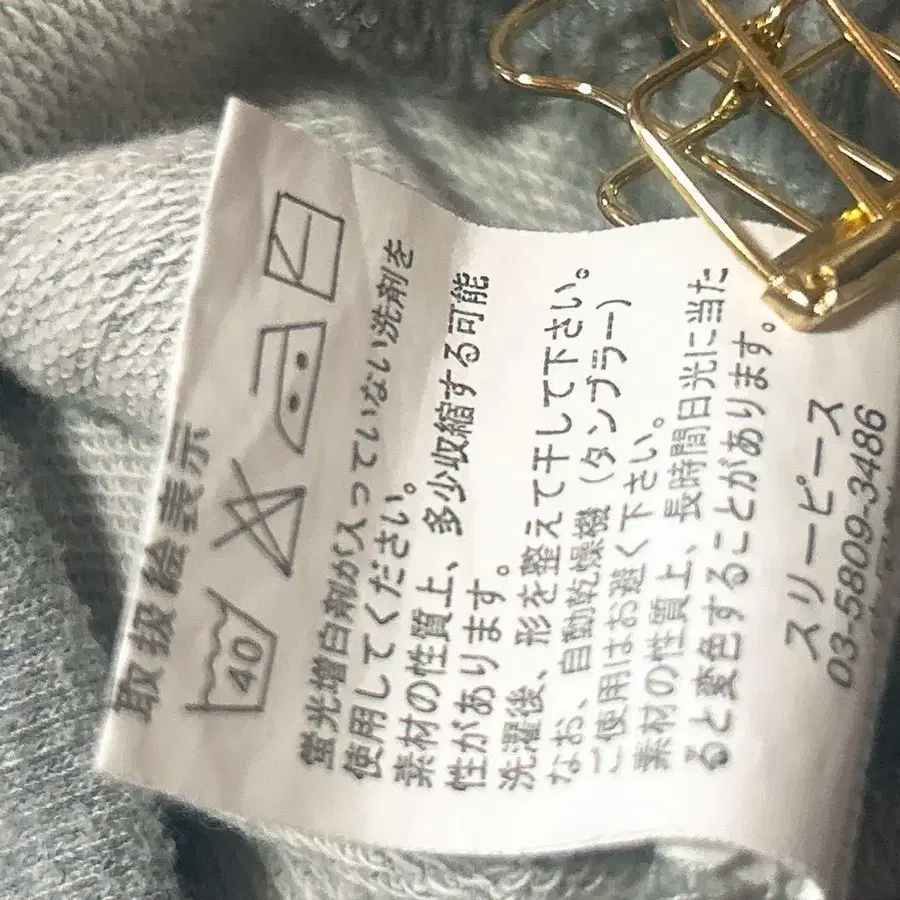 取扱絵表示
40
蛍光増白剤が入っていない洗剤を
使用してください。
素材の性質上、多少収縮する可能
性があります。
洗濯後、形を整えて干して下さい。
なお、自動乾燥機（タンブラー）
ご使用はお避く下さい。
素材の性質上、長時間日光に当た
ると変色することがあります。
スリーピース
03-5809-3486